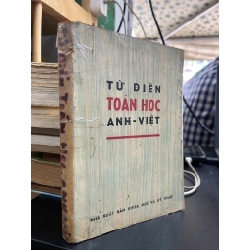 TỪ ĐIỂN
TOÁN HỌC
ANH-VIỆT
NHÀ XUẤT BẢN KHOA HỌC VÀ KỸ THUẬT